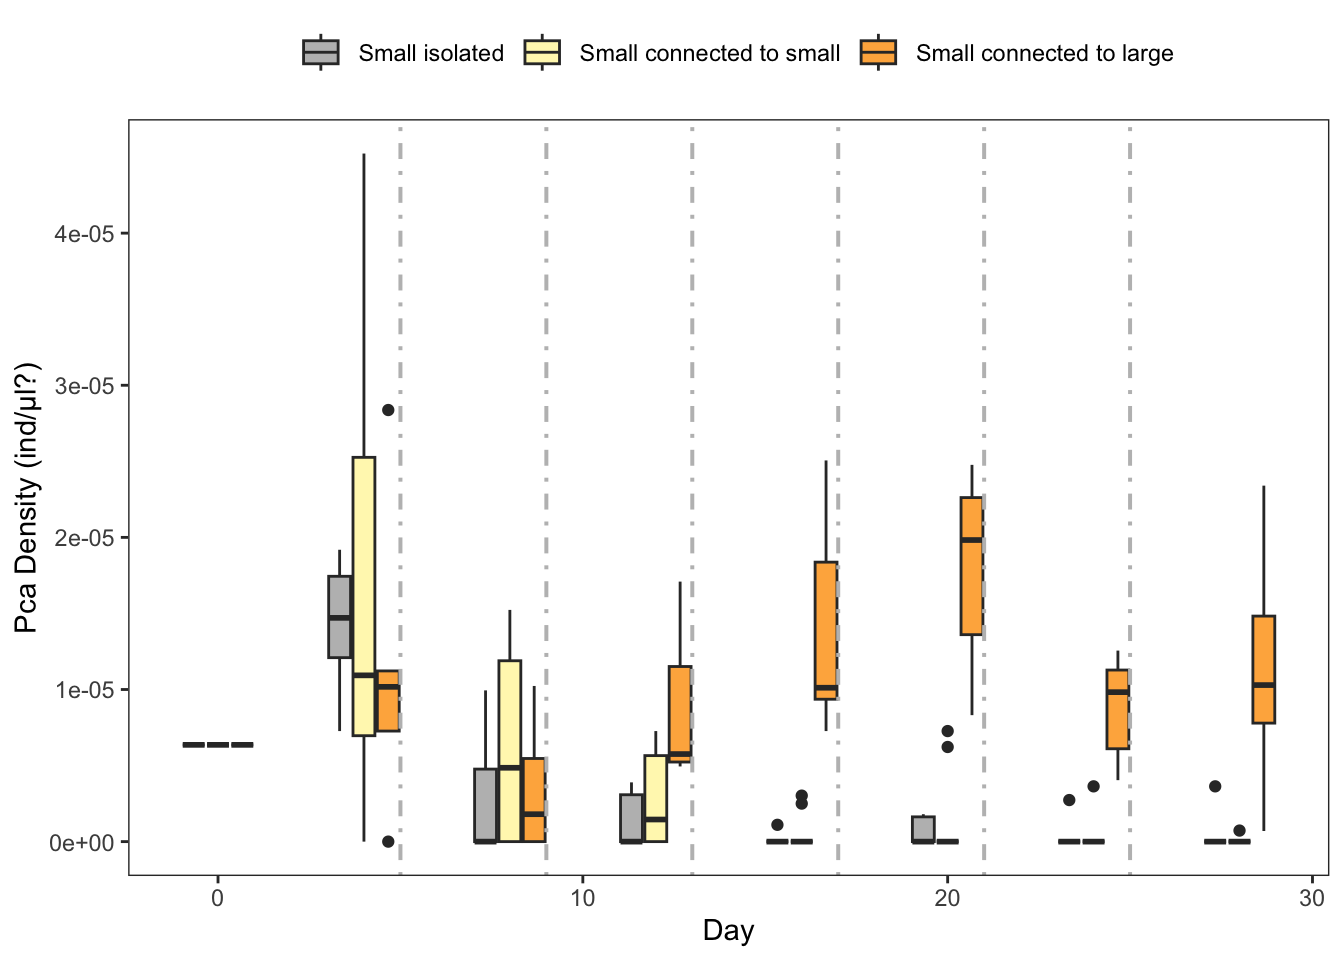 Small isolated Small connected to small Small connected to large
Pca Density (ind/µl?)
4e-05
3e-05
2e-05
1e-05
0e+00
0 10 20 30
Day